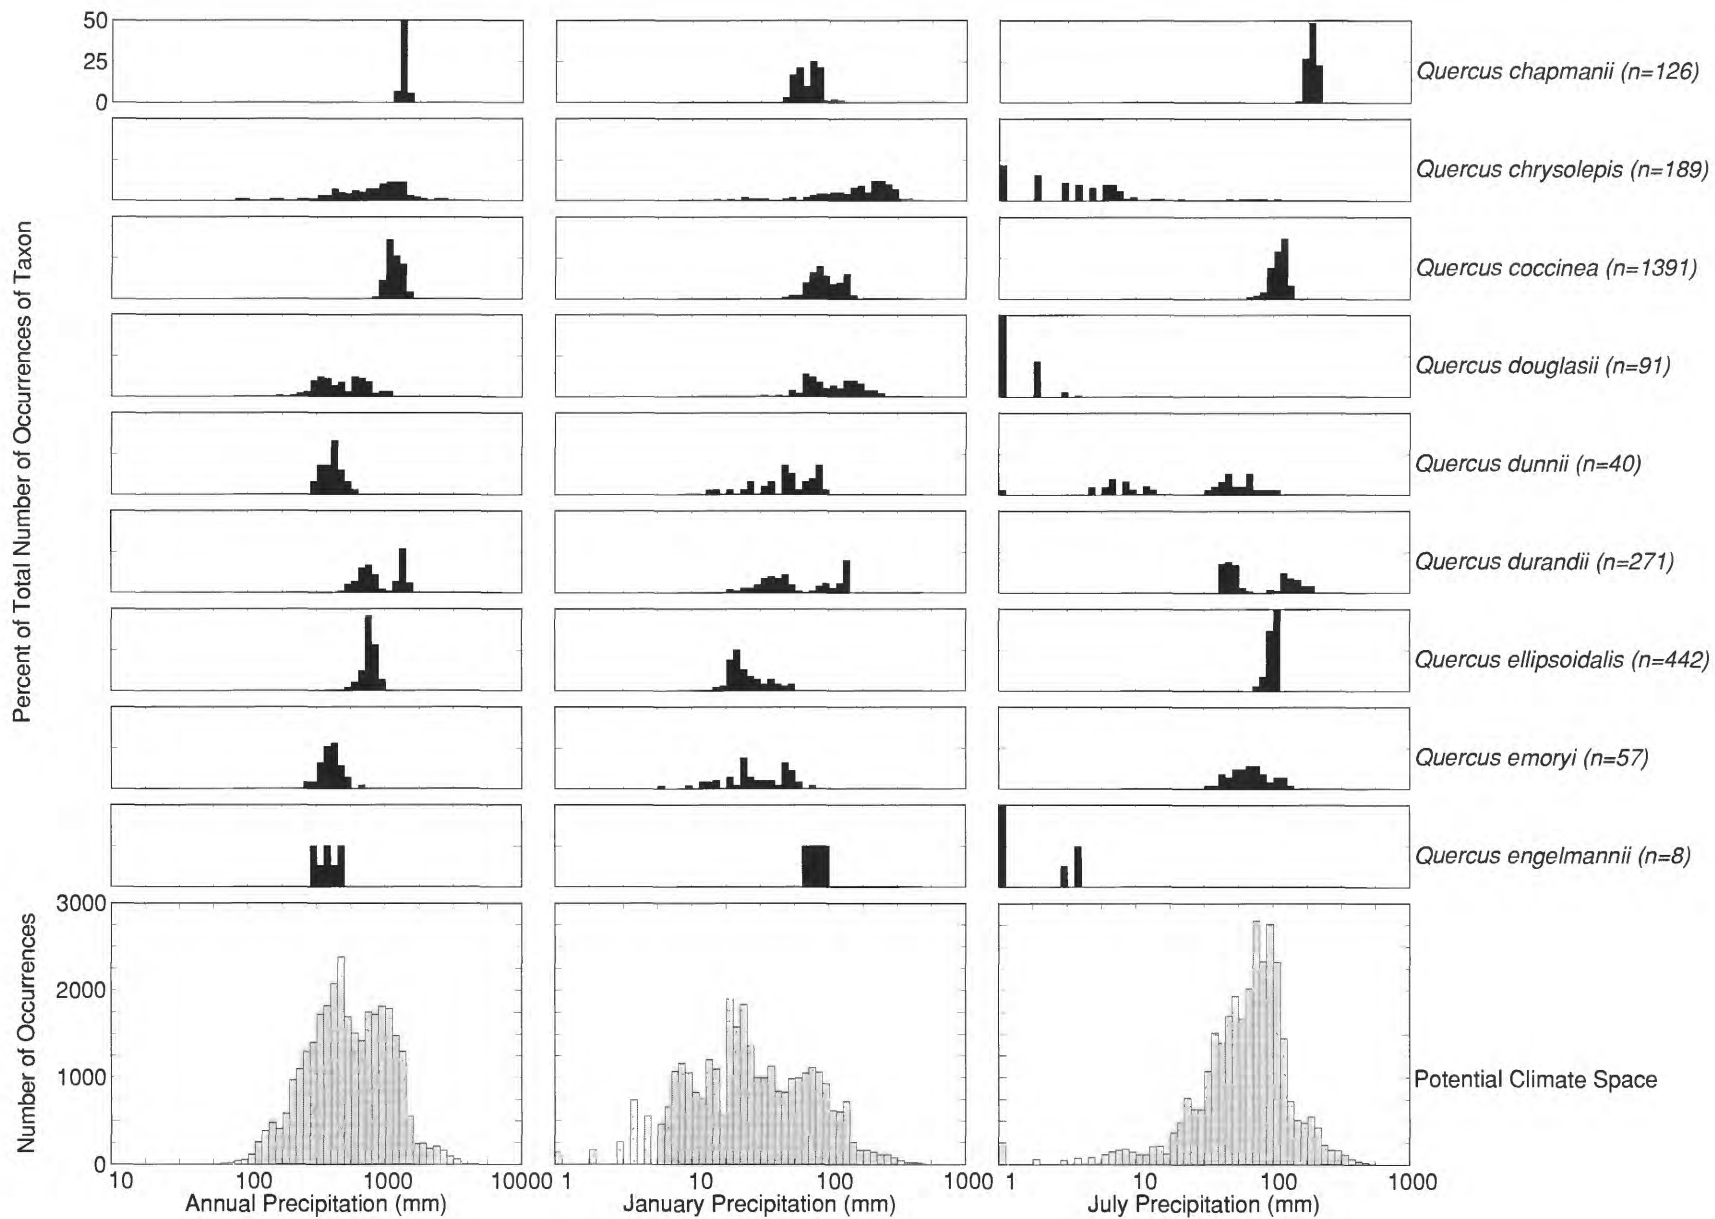 Percent of Total Number of Occurrences of Taxon
50
25
0
Quercus chapmanii (n=126)
Quercus chrysolepis (n=189)
Quercus coccinea (n=1391)
Quercus douglasii (n=91)
Quercus dunnii (n=40)
Quercus durandii (n=271)
Quercus ellipsoidalis (n=442)
Quercus emoryi (n=57)
Quercus engelmannii (n=8)
Number of Occurrences
3000
2000
1000
0
Potential Climate Space
10 100 1000 10000
1 10 100 1000
1 10 100 1000
Annual Precipitation (mm)
January Precipitation (mm)
July Precipitation (mm)